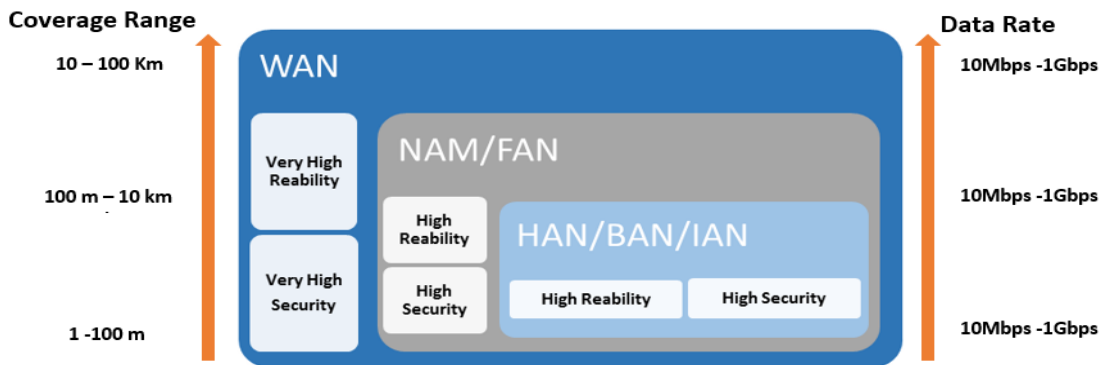 Coverage Range
10 – 100 Km
100 m – 10 km
1 -100 m
WAN
Very High
Reability
Very High
Security
NAM/FAN
High
Reability
High
Security
HAN/BAN/IAN
High Reability
High Security
Data Rate
10Mbps -1Gbps
10Mbps -1Gbps
10Mbps -1Gbps